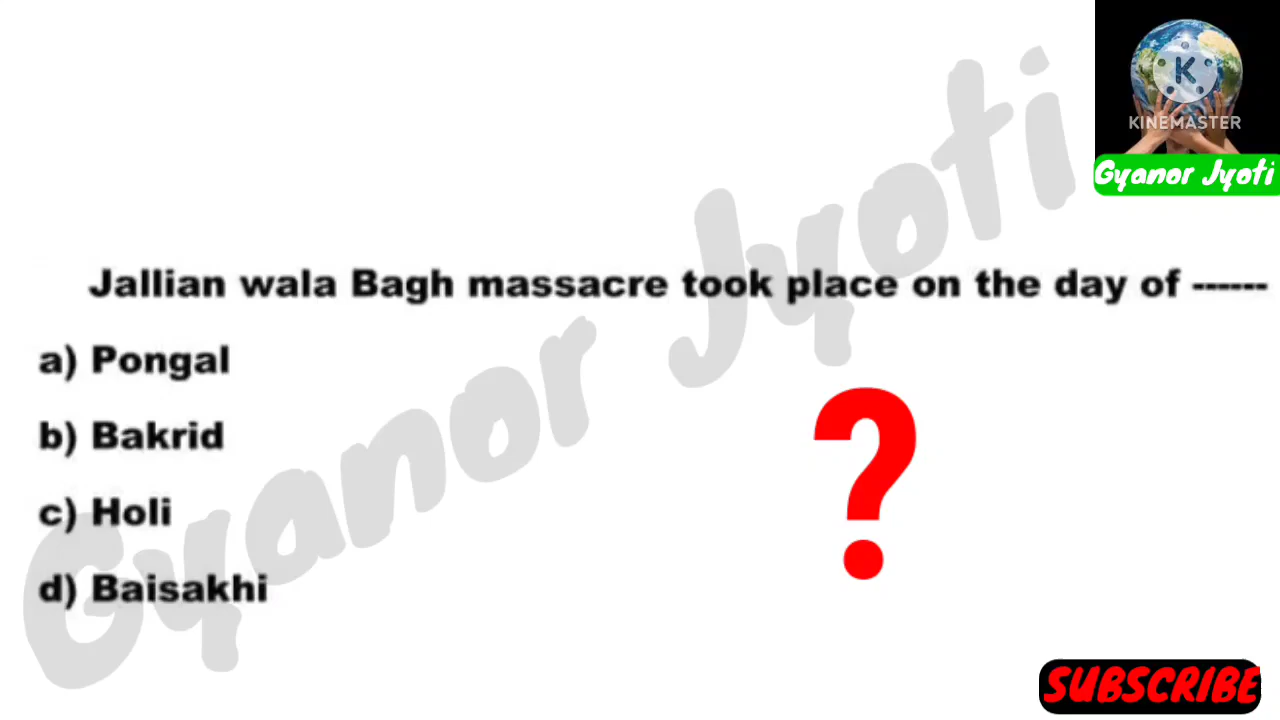 K
KINEMASTER
Gyanor Jyoti
Gyanor Jyoti
Jallian wala Bagh massacre took place on the day of ------
a) Pongal
b) Bakrid
c) Holi
d) Baisakhi
?
SUBSCRIBE